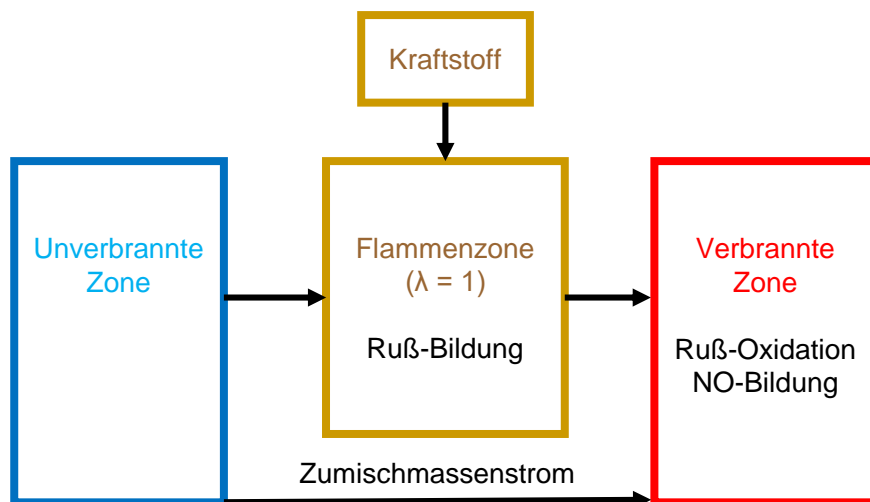 Kraftstoff
Unverbrannte
Zone
Flammenzone
(λ = 1)
Ruß-Bildung
Verbrannte
Zone
Ruß-Oxidation
NO-Bildung
Zumischmassenstrom